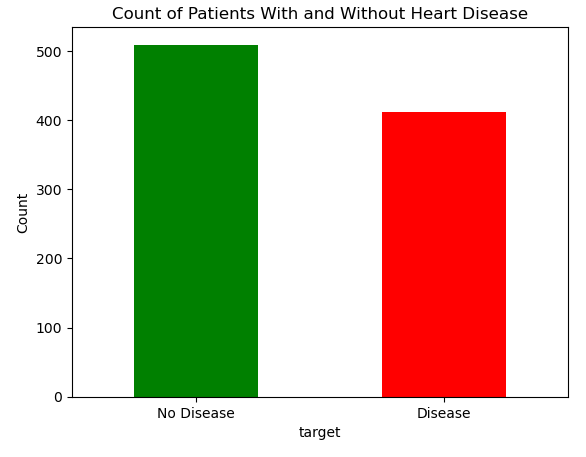 Count of Patients With and Without Heart Disease
500
400
300
200
100
0
Count
No Disease
Disease
target